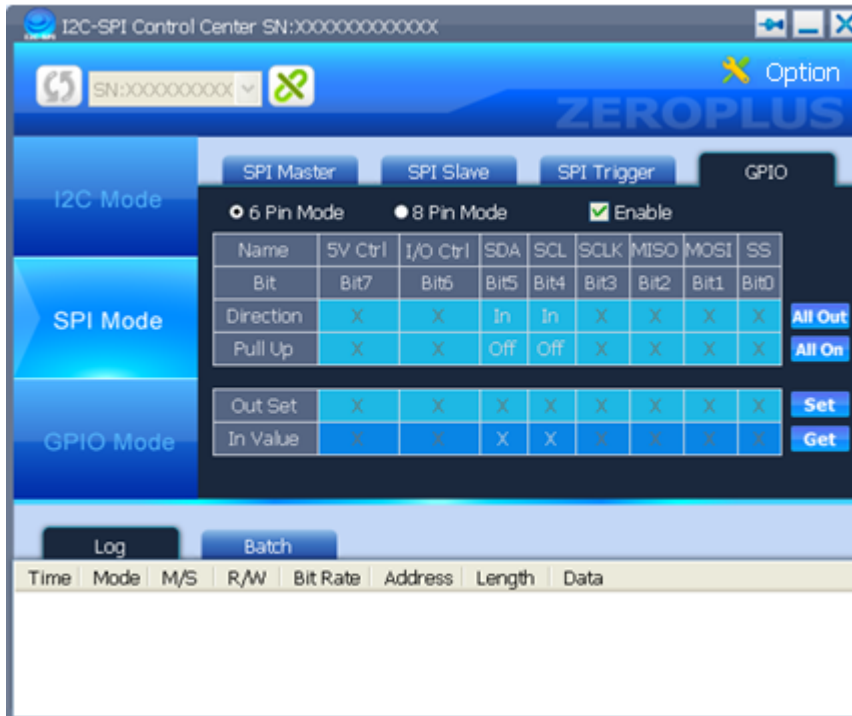 I2C-SPI Control Center SN:XXXXXXXXXXXXX
SN:XXXXXXXXX
Option
ZEROPLUS
SPI Master SPI Slave SPI Trigger GPIO
I2C Mode
6 Pin Mode 8 Pin Mode Enable
Name 5V Ctrl I/O Ctrl SDA SCL SCLK MISO MOSI SS
Bit Bit7 Bit6 Bit5 Bit4 Bit3 Bit2 Bit1 Bit0
SPI Mode
Direction X X In In X X X X All Out
Pull Up X X Off Off X X X X All On
Out Set X X X X X X X X Set
GPIO Mode
In Value X X X X X X X X Get
Log Batch
Time Mode M/S R/W Bit Rate Address Length Data